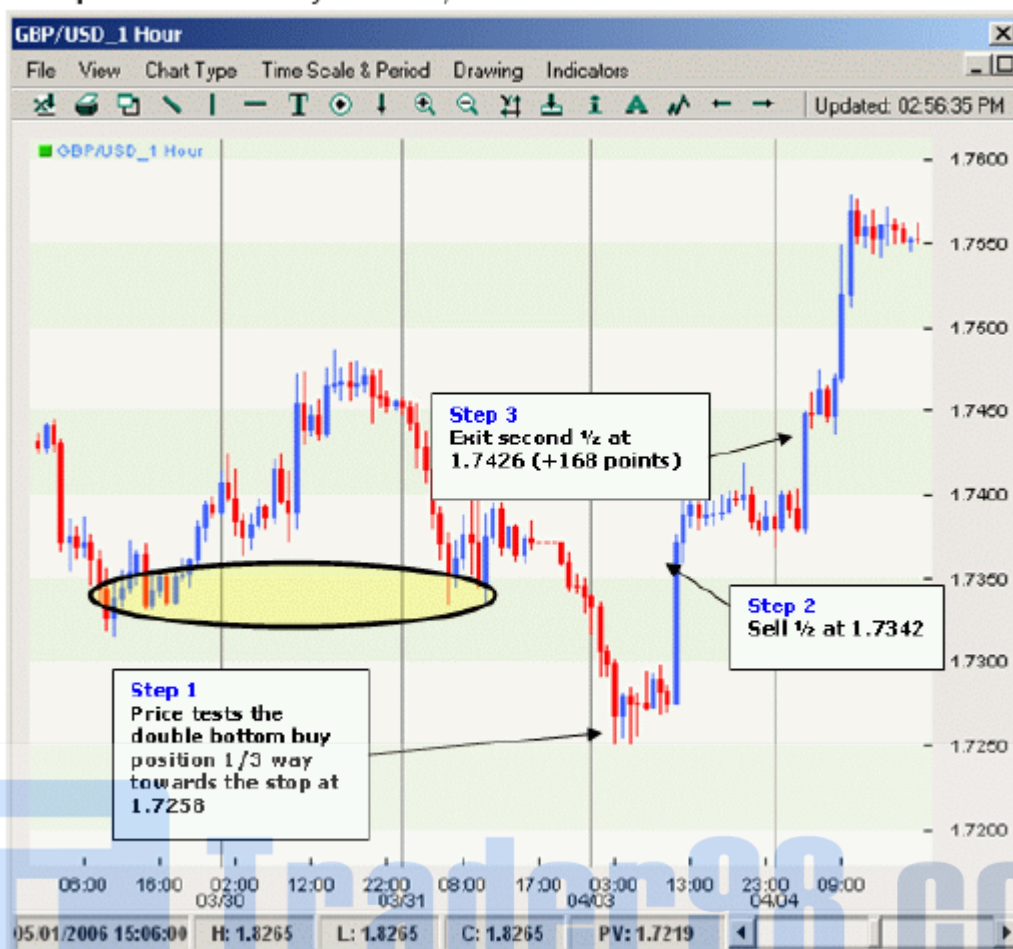 GBP/USD_1 Hour
File View Chart Type Time Scale & Period Drawing Indicators
Updated: 02:56:35 PM
GBP/USD_1 Hour
1.7600
1.7550
1.7500
1.7450
1.7400
1.7350
1.7300
1.7250
1.7200
Step 3
Exit second ½ at
1.7426 (+168 points)
Step 2
Sell ½ at 1.7342
Step 1
Price tests the
double bottom buy
position 1/3 way
towards the stop at
1.7258
05:00 16:00 02:00 12:00 22:00 08:00 17:00 03:00 13:00 23:00 09:00
03/30 03/31 04/03 04/04
Trader98
05.01/2006 15:06:00 H: 1.8265 L: 1.8265 C: 1.8265 PV: 1.7219